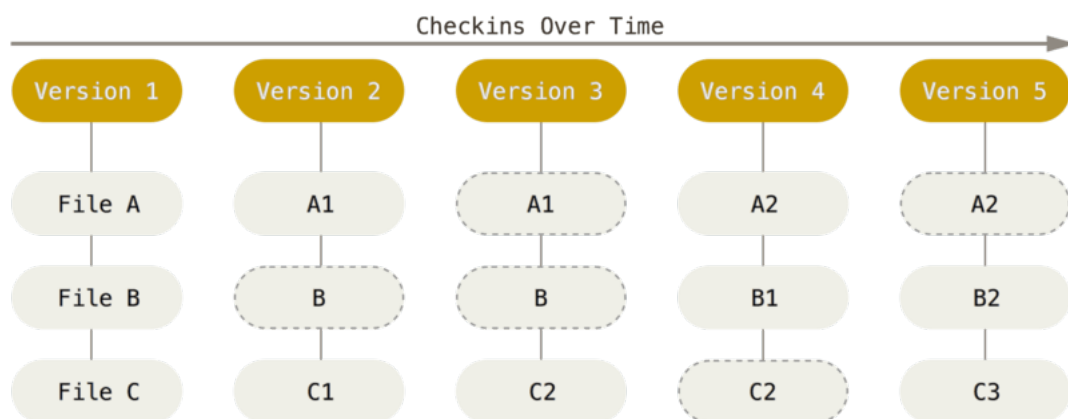 Checkins Over Time
Version 1 Version 2 Version 3 Version 4 Version 5
File A A1 A1 A2 A2
File B B B B1 B2
File C C1 C2 C2 C3